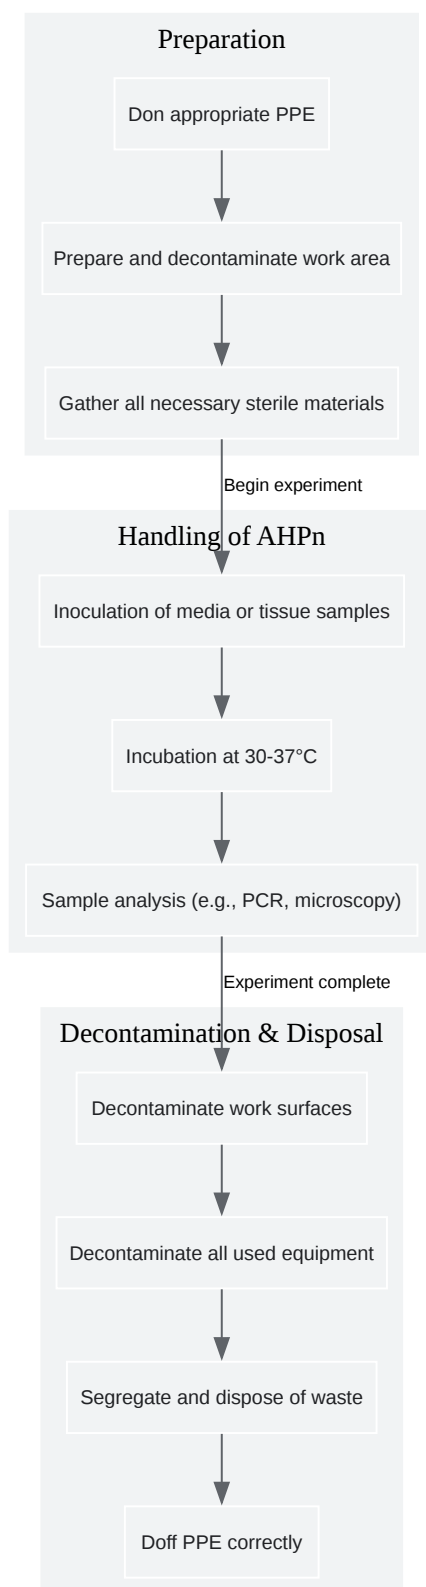 Preparation
Don appropriate PPE
Prepare and decontaminate work area
Gather all necessary sterile materials
Begin experiment
Handling of AHPn
Inoculation of media or tissue samples
Incubation at 30-37°C
Sample analysis (e.g., PCR, microscopy)
Experiment complete
Decontamination & Disposal
Decontaminate work surfaces
Decontaminate all used equipment
Segregate and dispose of waste
Doff PPE correctly